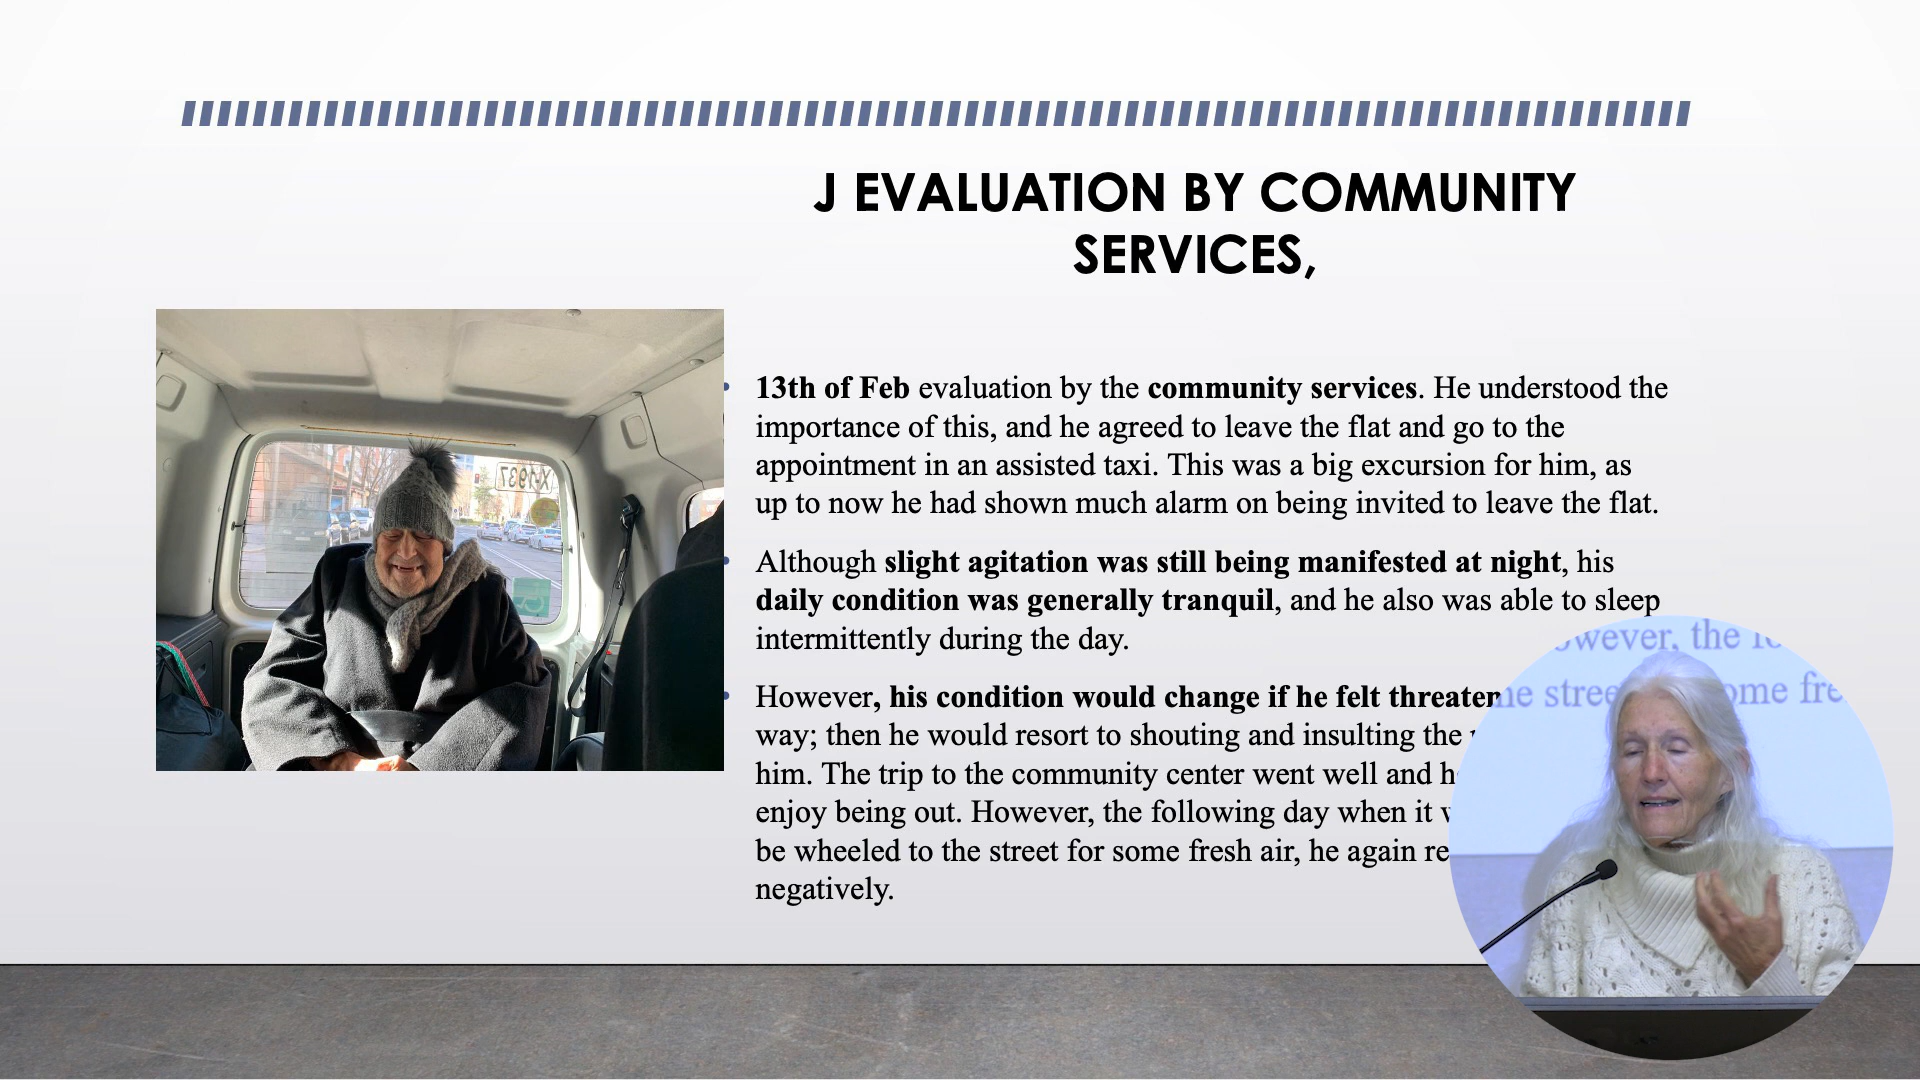 J EVALUATION BY COMMUNITY
SERVICES,
X-1937
13th of Feb evaluation by the community services. He understood the
importance of this, and he agreed to leave the flat and go to the
appointment in an assisted taxi. This was a big excursion for him, as
up to now he had shown much alarm on being invited to leave the flat.
Although slight agitation was still being manifested at night, his
daily condition was generally tranquil, and he also was able to sleep
intermittently during the day.
However, his condition would change if he felt
way; then he would resort to shouting and insulting the
him. The trip to the community center went well and
enjoy being out. However, the following day when it
be wheeled to the street for some fresh air, he again
negatively.
the